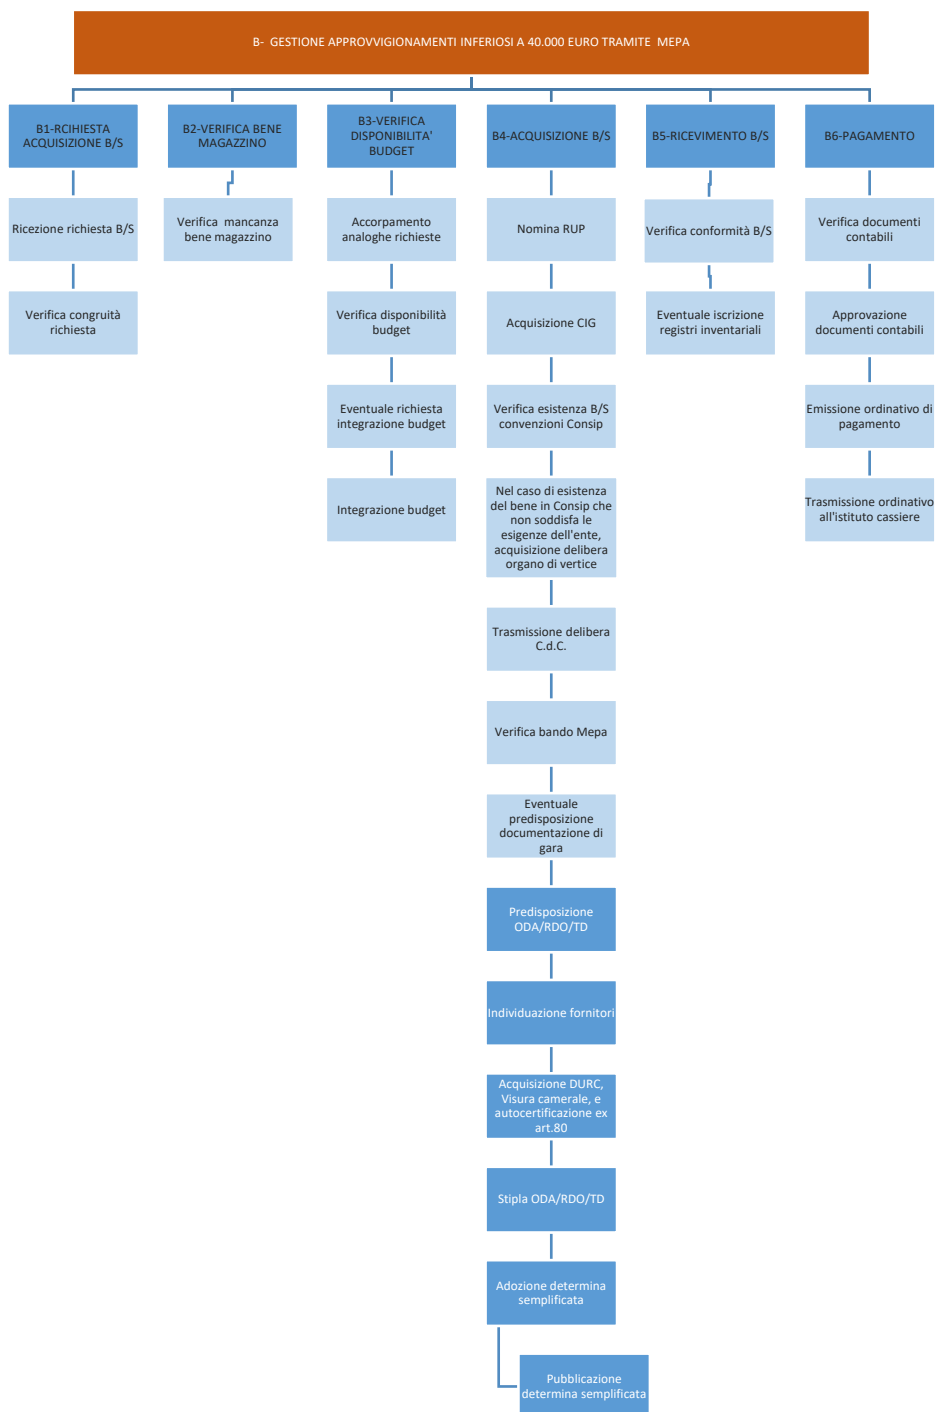 B- GESTIONE APPROVVIGIONAMENTI INFERIOSI A 40.000 EURO TRAMITE MEPA
B1-RCIHIESTA
ACQUISIZIONE B/S
Ricezione richiesta B/S
Verifica congruità
richiesta
B2-VERIFICA BENE
MAGAZZINO
Verifica mancanza
bene magazzino
B3-VERIFICA
DISPONIBILITA'
BUDGET
Accorpamento
analoghe richieste
Verifica disponibilità
budget
Eventuale richiesta
integrazione budget
Integrazione budget
B4-ACQUISIZIONE B/S
Nomina RUP
Acquisizione CIG
Verifica esistenza B/S
convenzioni Consip
Nel caso di esistenza
del bene in Consip che
non soddisfa le
esigenze dell'ente,
acquisizione delibera
organo di vertice
Trasmissione delibera
C.d.C.
Verifica bando Mepa
Eventuale
predisposizione
documentazione di
gara
Predisposizione
ODA/RDO/TD
Individuazione fornitori
Acquisizione DURC,
Visura camerale, e
autocertificazione ex
art.80
Stipla ODA/RDO/TD
Adozione determina
semplificata
Pubblicazione
determina semplificata
B5-RICEVIMENTO B/S
Verifica conformità B/S
Eventuale iscrizione
registri inventariali
B6-PAGAMENTO
Verifica documenti
contabili
Approvazione
documenti contabili
Emissione ordinativo di
pagamento
Trasmissione ordinativo
all'istituto cassiere